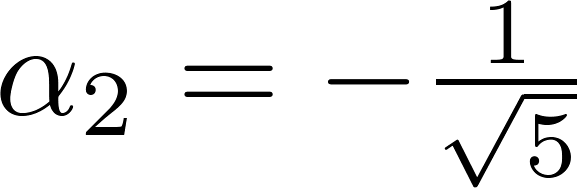 α₂ = −1/√5